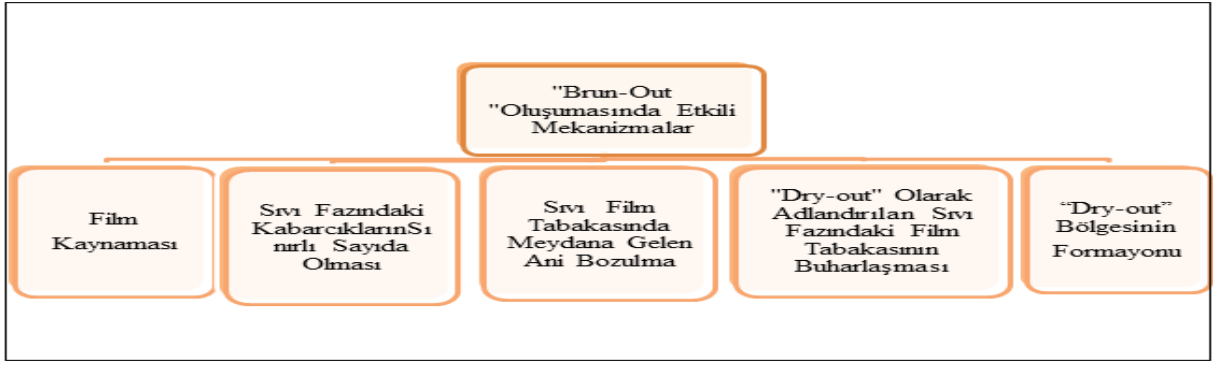 "Brun-Out
"Oluşumasında Etkili
Mekanizmalar
Film
Kaynaması
Sıvı Fazındaki
KabarcıklarınSı
nırlı Sayıda
Olması
Sıvı Film
Tabakasında
Meydana Gelen
Ani Bozulma
"Dry-out" Olarak
Adlandırılan Sıvı
Fazındaki Film
Tabakasının
Buharlaşması
“Dry-out”
Bölgesinin
Formayonu